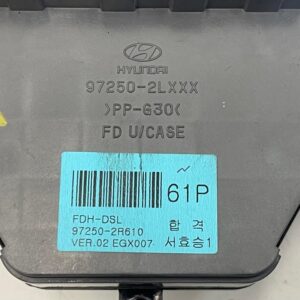 HYUNDAI
97250-2LXXX
>PP-G30<
FD U/CASE
61P
FDH-DSL
97250-2R610 합 격
VER.02 EGX007 서효승1